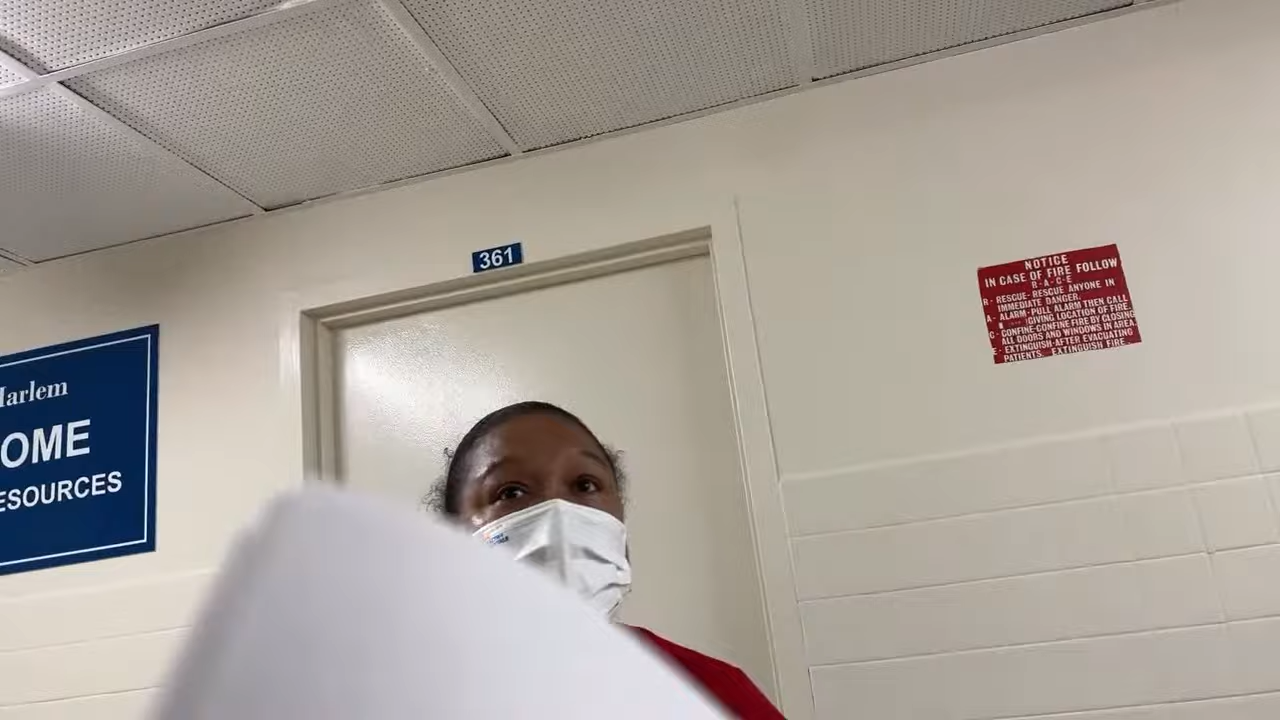 361
Harlem
OME
ESOURCES
NOTICE
IN CASE OF FIRE FOLLOW
R-A-C-E
R- RESCUE- RESCUE ANYONE IN
IMMEDIATE DANGER.
A- ALARM-PULL ALARM THEN CALL
GIVING LOCATION OF FIRE.
C- CONFINE-CONFINE FIRE BY CLOSING
ALL DOORS AND WINDOWS IN AREA.
E- EXTINGUISH-AFTER EVACUATING
PATIENTS, EXTINGUISH FIRE.